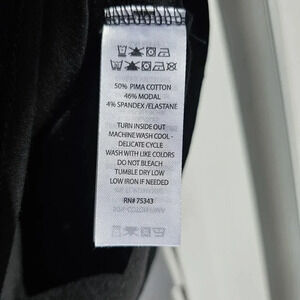 50% PIMA COTTON
46% MODAL
4% SPANDEX/ELASTANE
TURN INSIDE OUT
MACHINE WASH COOL -
DELICATE CYCLE
WASH WITH LIKE COLORS
DO NOT BLEACH
TUMBLE DRY LOW
LOW IRON IF NEEDED
RN# 75343